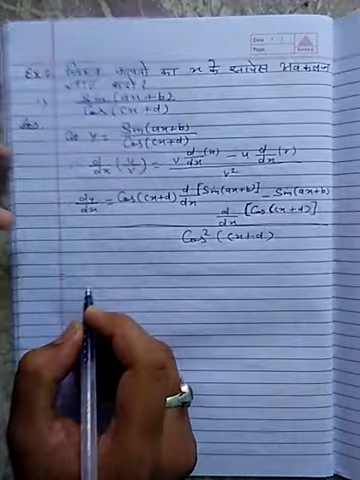 Ex: निम्न फलनों का x के सापेक्ष अवकलन
करो?
Sin(ax+b)
Cos(cx+d)
Sol
let y = Sin(ax+b)
Cos(cx+d)
∴ d/dx (u/v) = v d/dx (u) − u d/dx (v)
v²
dy/dx = Cos(cx+d) d/dx [Sin(ax+b)] − Sin(ax+b)
d/dx [Cos(cx+d)]
Cos² (cx+d)